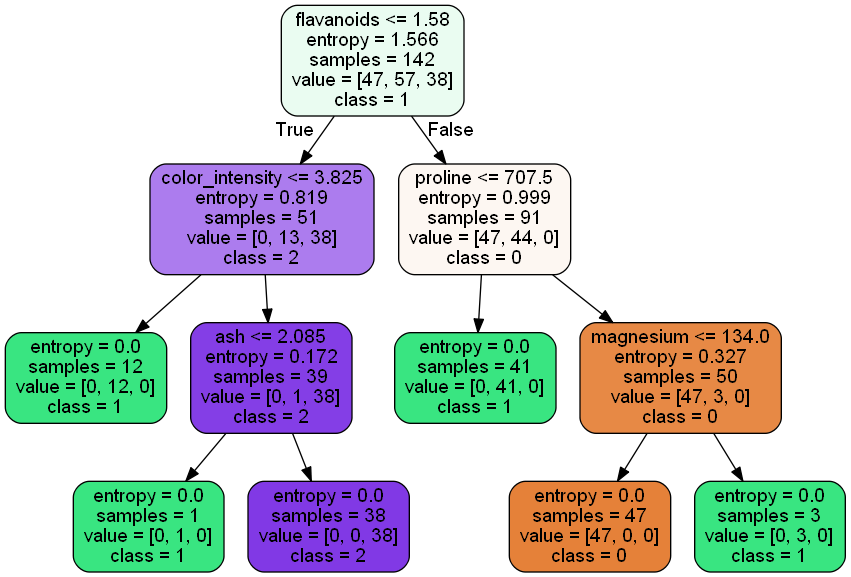 flavanoids <= 1.58
entropy = 1.566
samples = 142
value = [47, 57, 38]
class = 1
True
False
color_intensity <= 3.825
entropy = 0.819
samples = 51
value = [0, 13, 38]
class = 2
proline <= 707.5
entropy = 0.999
samples = 91
value = [47, 44, 0]
class = 0
entropy = 0.0
samples = 12
value = [0, 12, 0]
class = 1
ash <= 2.085
entropy = 0.172
samples = 39
value = [0, 1, 38]
class = 2
entropy = 0.0
samples = 41
value = [0, 41, 0]
class = 1
magnesium <= 134.0
entropy = 0.327
samples = 50
value = [47, 3, 0]
class = 0
entropy = 0.0
samples = 1
value = [0, 1, 0]
class = 1
entropy = 0.0
samples = 38
value = [0, 0, 38]
class = 2
entropy = 0.0
samples = 47
value = [47, 0, 0]
class = 0
entropy = 0.0
samples = 3
value = [0, 3, 0]
class = 1